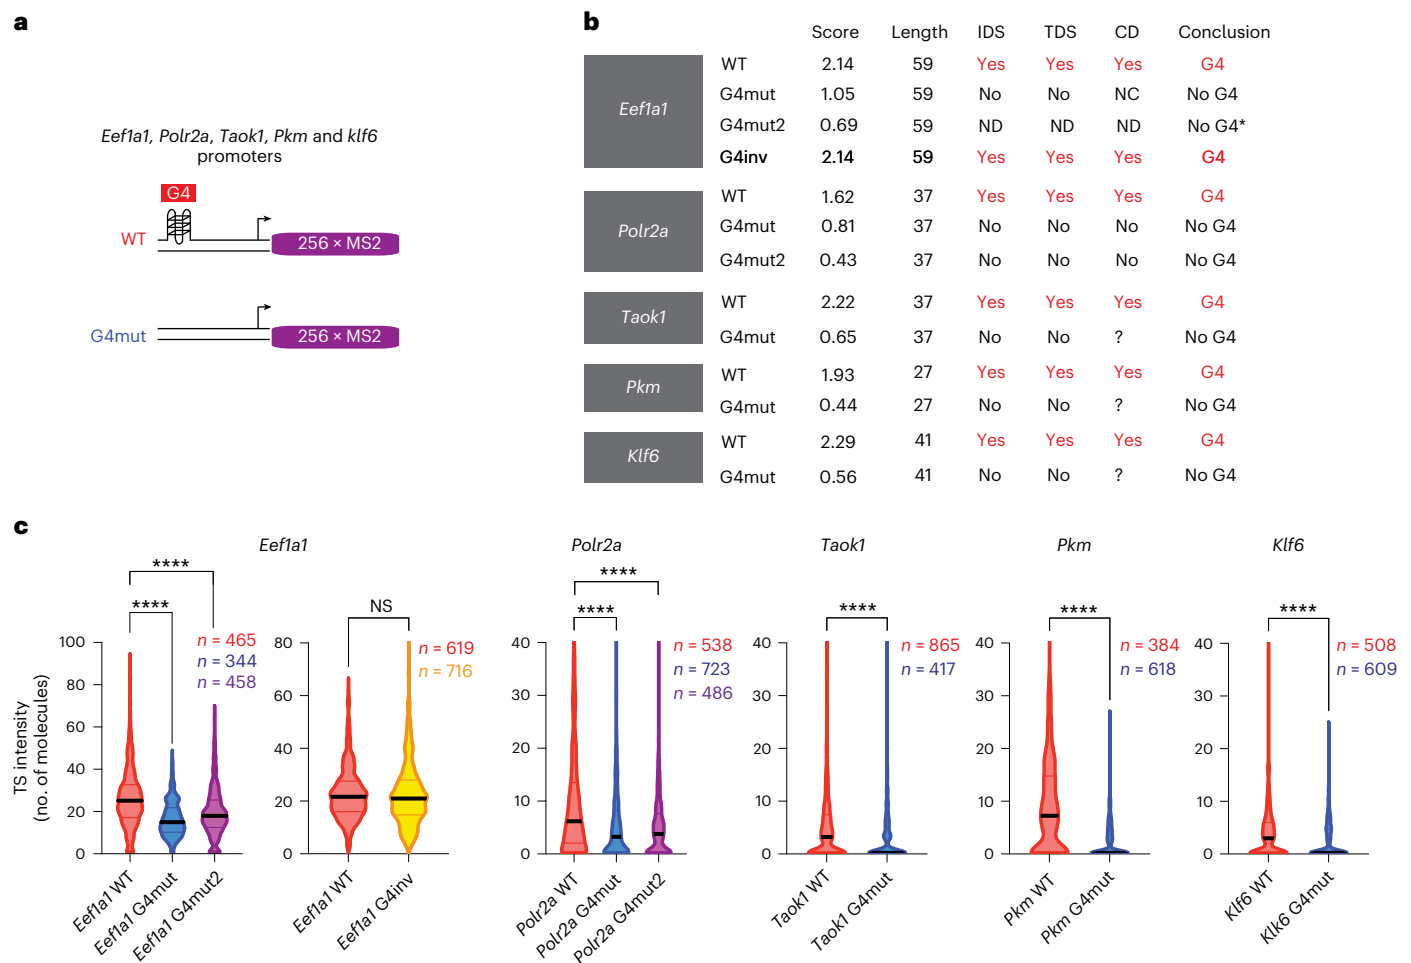 a
Eef1a1, Polr2a, Taok1, Pkm and klf6
promoters
G4
WT
256 × MS2
G4mut
256 × MS2
b
Score Length IDS TDS CD Conclusion
Eef1a1
WT 2.14 59 Yes Yes Yes G4
G4mut 1.05 59 No No NC No G4
G4mut2 0.69 59 ND ND ND No G4*
G4inv 2.14 59 Yes Yes Yes G4
Polr2a
WT 1.62 37 Yes Yes Yes G4
G4mut 0.81 37 No No No No G4
G4mut2 0.43 37 No No No No G4
Taok1
WT 2.22 37 Yes Yes Yes G4
G4mut 0.65 37 No No ? No G4
Pkm
WT 1.93 27 Yes Yes Yes G4
G4mut 0.44 27 No No ? No G4
Klf6
WT 2.29 41 Yes Yes Yes G4
G4mut 0.56 41 No No ? No G4
c
Eef1a1
TS intensity
(no. of molecules)
100
80
60
40
20
0
****
****
n = 465
n = 344
n = 458
Eef1a1 WT
Eef1a1 G4mut
Eef1a1 G4mut2
80
60
40
20
0
NS
n = 619
n = 716
Eef1a1 WT
Eef1a1 G4inv
Polr2a
40
30
20
10
0
****
****
n = 538
n = 723
n = 486
Polr2a WT
Polr2a G4mut
Polr2a G4mut2
Taok1
40
30
20
10
0
****
n = 865
n = 417
Taok1 WT
Taok1 G4mut
Pkm
40
30
20
10
0
****
n = 384
n = 618
Pkm WT
Pkm G4mut
Klf6
40
30
20
10
0
****
n = 508
n = 609
Klf6 WT
Klk6 G4mut